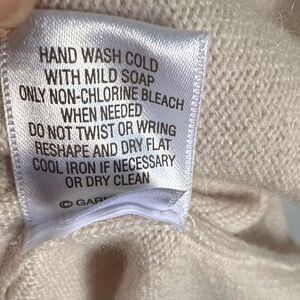 HAND WASH COLD
WITH MILD SOAP
ONLY NON-CHLORINE BLEACH
WHEN NEEDED
DO NOT TWIST OR WRING
RESHAPE AND DRY FLAT
COOL IRON IF NECESSARY
OR DRY CLEAN
©